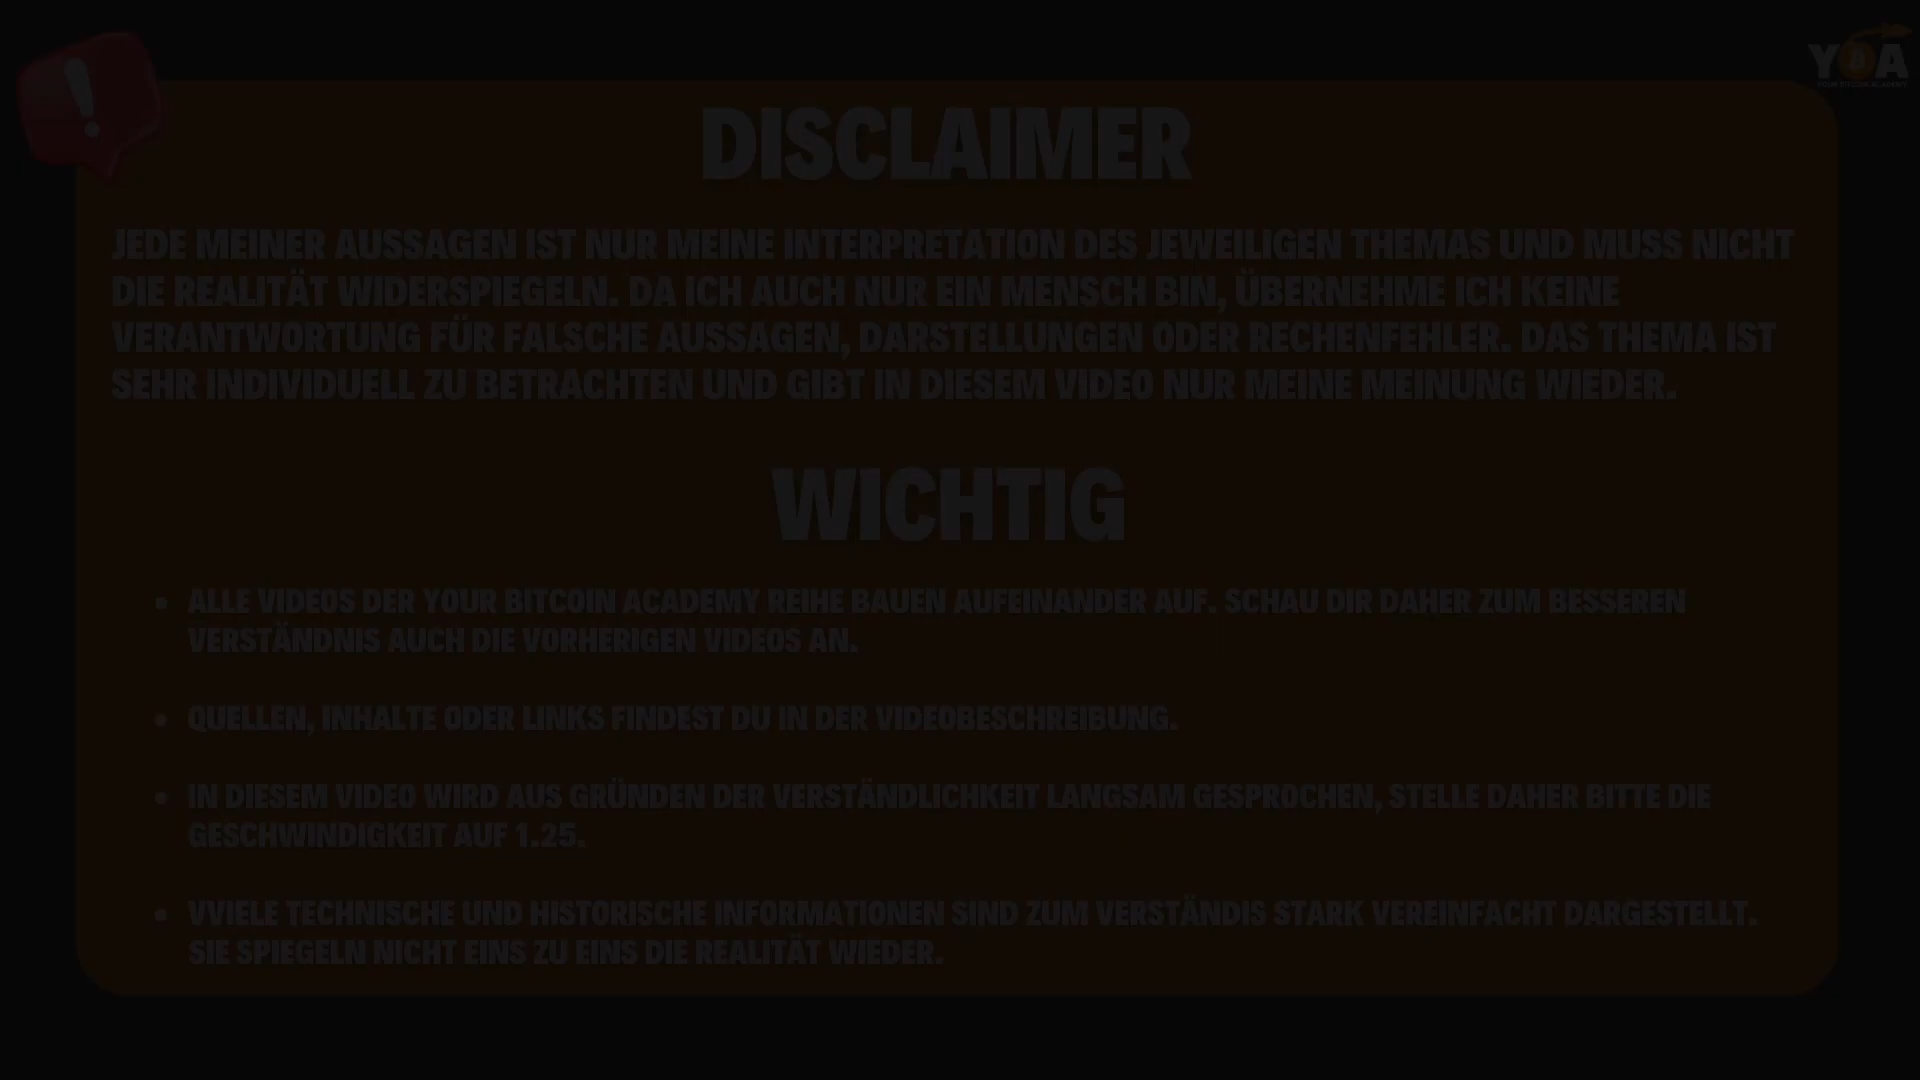 YBA
YOUR BITCOIN ACADEMY
DISCLAIMER
JEDE MEINER AUSSAGEN IST NUR MEINE INTERPRETATION DES JEWEILIGEN THEMAS UND MUSS NICHT
DIE REALITÄT WIDERSPIEGELN. DA ICH AUCH NUR EIN MENSCH BIN, ÜBERNEHME ICH KEINE
VERANTWORTUNG FÜR FALSCHE AUSSAGEN, DARSTELLUNGEN ODER RECHENFEHLER. DAS THEMA IST
SEHR INDIVIDUELL ZU BETRACHTEN UND GIBT IN DIESEM VIDEO NUR MEINE MEINUNG WIEDER.
WICHTIG
• ALLE VIDEOS DER YOUR BITCOIN ACADEMY REIHE BAUEN AUFEINANDER AUF. SCHAU DIR DAHER ZUM BESSEREN
VERSTÄNDNIS AUCH DIE VORHERIGEN VIDEOS AN.
• QUELLEN, INHALTE ODER LINKS FINDEST DU IN DER VIDEOBESCHREIBUNG.
• IN DIESEM VIDEO WIRD AUS GRÜNDEN DER VERSTÄNDLICHKEIT LANGSAM GESPROCHEN, STELLE DAHER BITTE DIE
GESCHWINDIGKEIT AUF 1.25.
• VVIELE TECHNISCHE UND HISTORISCHE INFORMATIONEN SIND ZUM VERSTÄNDIS STARK VEREINFACHT DARGESTELLT.
SIE SPIEGELN NICHT EINS ZU EINS DIE REALITÄT WIEDER.